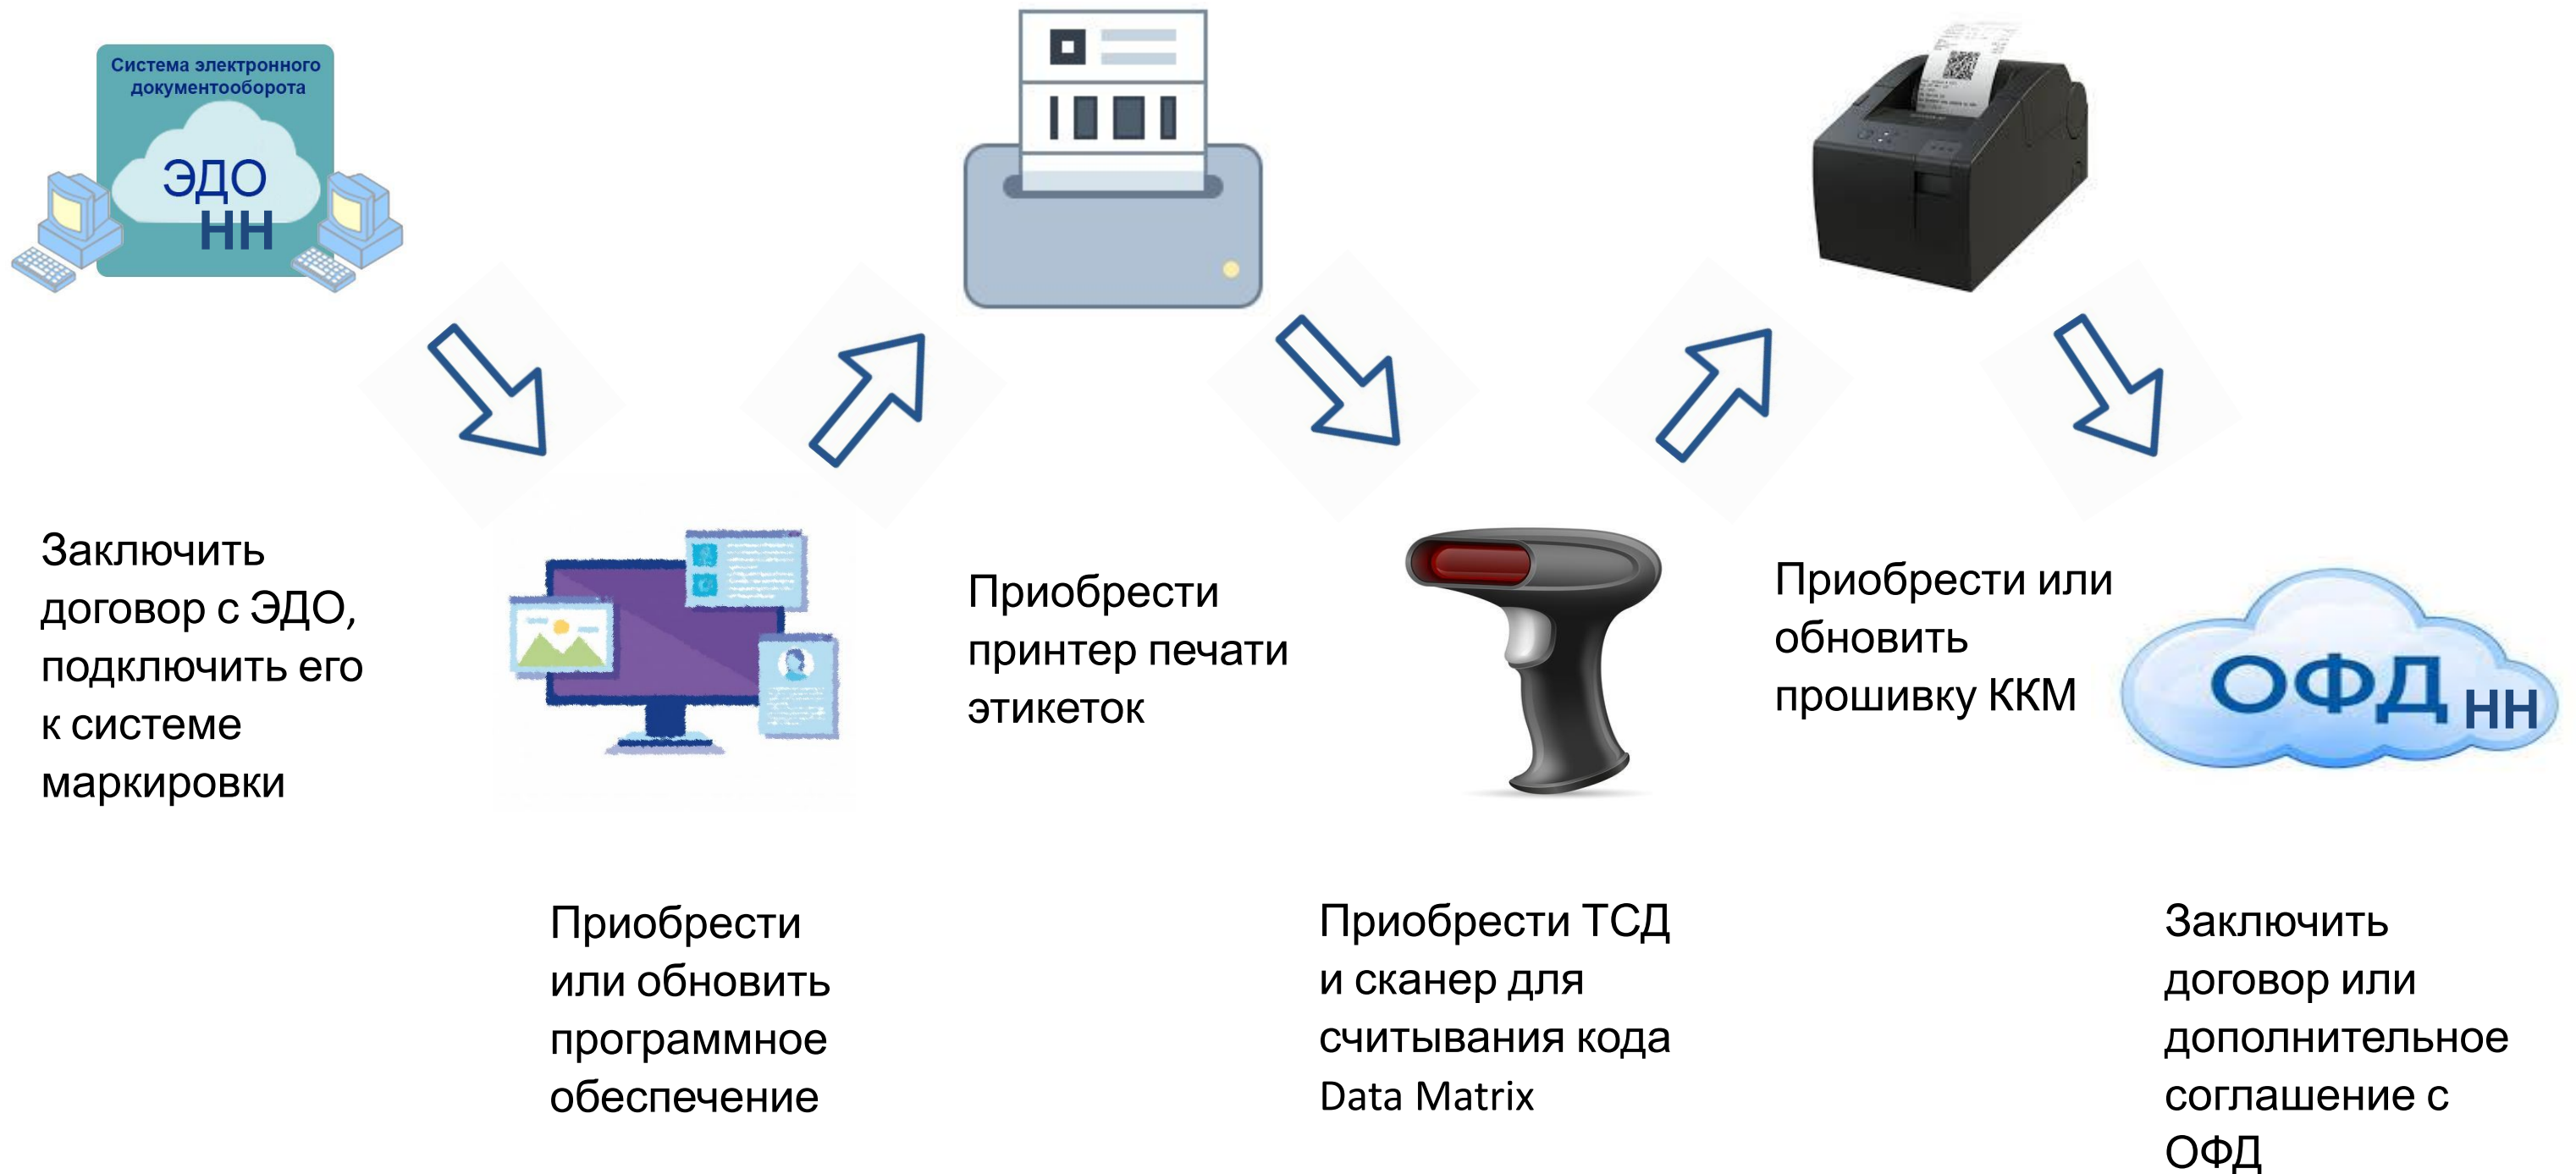 Система электронного
документооборота
ЭДО
НН
Заключить
договор с ЭДО,
подключить его
к системе
маркировки
Приобрести
или обновить
программное
обеспечение
Приобрести
принтер печати
этикеток
Приобрести ТСД
и сканер для
считывания кода
Data Matrix
Приобрести или
обновить
прошивку ККМ
ОФД НН
Заключить
договор или
дополнительное
соглашение с
ОФД